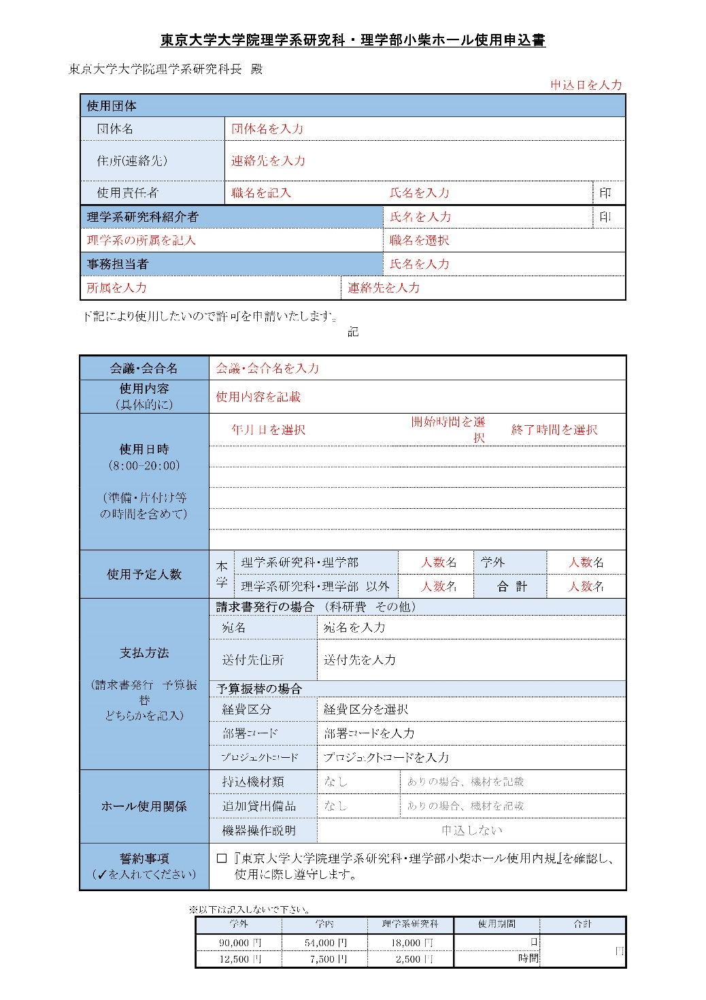 東京大学大学院理学系研究科・理学部小柴ホール使用申込書
東京大学大学院理学系研究科長 殿
申込日を入力
使用団体
団体名 団体名を入力
住所(連絡先) 連絡先を入力
使用責任者 職名を記入 氏名を入力 印
理学系研究科紹介者 氏名を入力 印
理学系の所属を記入 職名を選択
事務担当者 氏名を入力
所属を入力 連絡先を入力
下記により使用したいので許可を申請いたします。
記
会議・会合名 会議・会合名を入力
使用内容
(具体的に)
使用内容を記載
使用日時
(8:00-20:00)
(準備・片付け等
の時間を含めて)
年月日を選択
開始時間を選
択
終了時間を選択
使用予定人数
本
学
理学系研究科・理学部 人数名 学外 人数名
理学系研究科・理学部 以外 人数名 合 計 人数名
支払方法
(請求書発行 予算振
替
どちらかを記入)
請求書発行の場合 (科研費 その他)
宛名 宛名を入力
送付先住所 送付先を入力
予算振替の場合
経費区分 経費区分を選択
部署コード 部署コードを入力
プロジェクトコード プロジェクトコードを入力
ホール使用関係
持込機材類 なし ありの場合、機材を記載
追加貸出備品 なし ありの場合、機材を記載
機器操作説明 申込しない
誓約事項
(✓を入れてください)
☐ 『東京大学大学院理学系研究科・理学部小柴ホール使用内規』を確認し、
使用に際し遵守します。
※以下は記入しないで下さい。
学外 学内 理学系研究科 使用期間 合計
90,000 円 54,000 円 18,000 円 日
円
12,500 円 7,500 円 2,500 円 時間